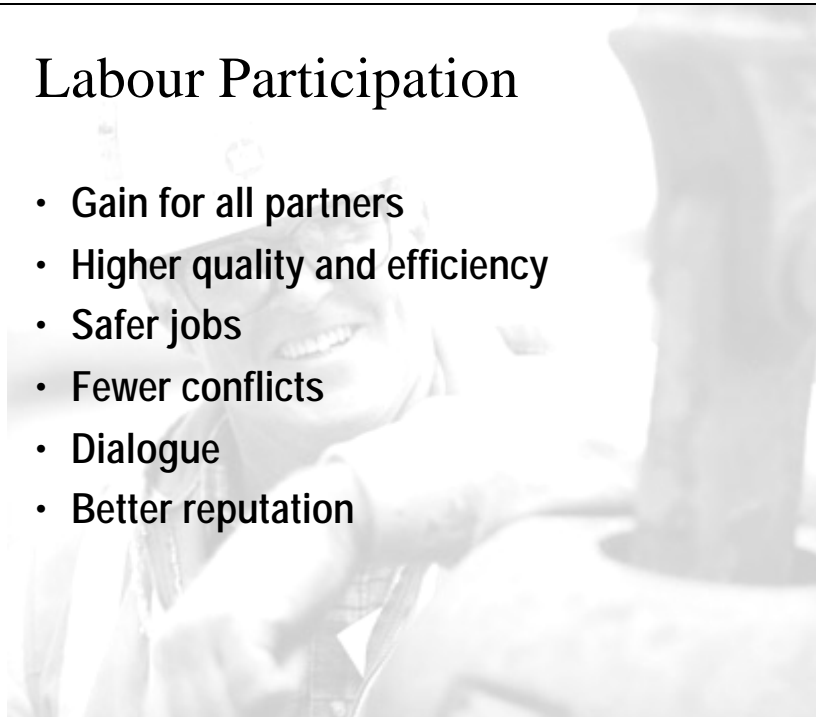 Labour Participation
• Gain for all partners
• Higher quality and efficiency
• Safer jobs
• Fewer conflicts
• Dialogue
• Better reputation